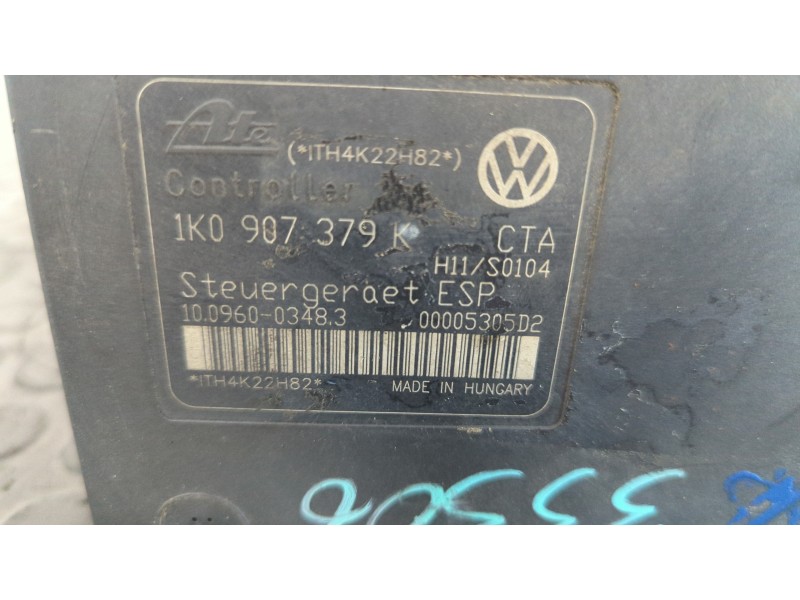 Ate (*ITH4K22H82*)
Controller
1K0 907 379 K CTA
H11/S0104
Steuergeraet ESP
10.0960-0348.3 00005305D2
*ITH4K22H82* MADE IN HUNGARY